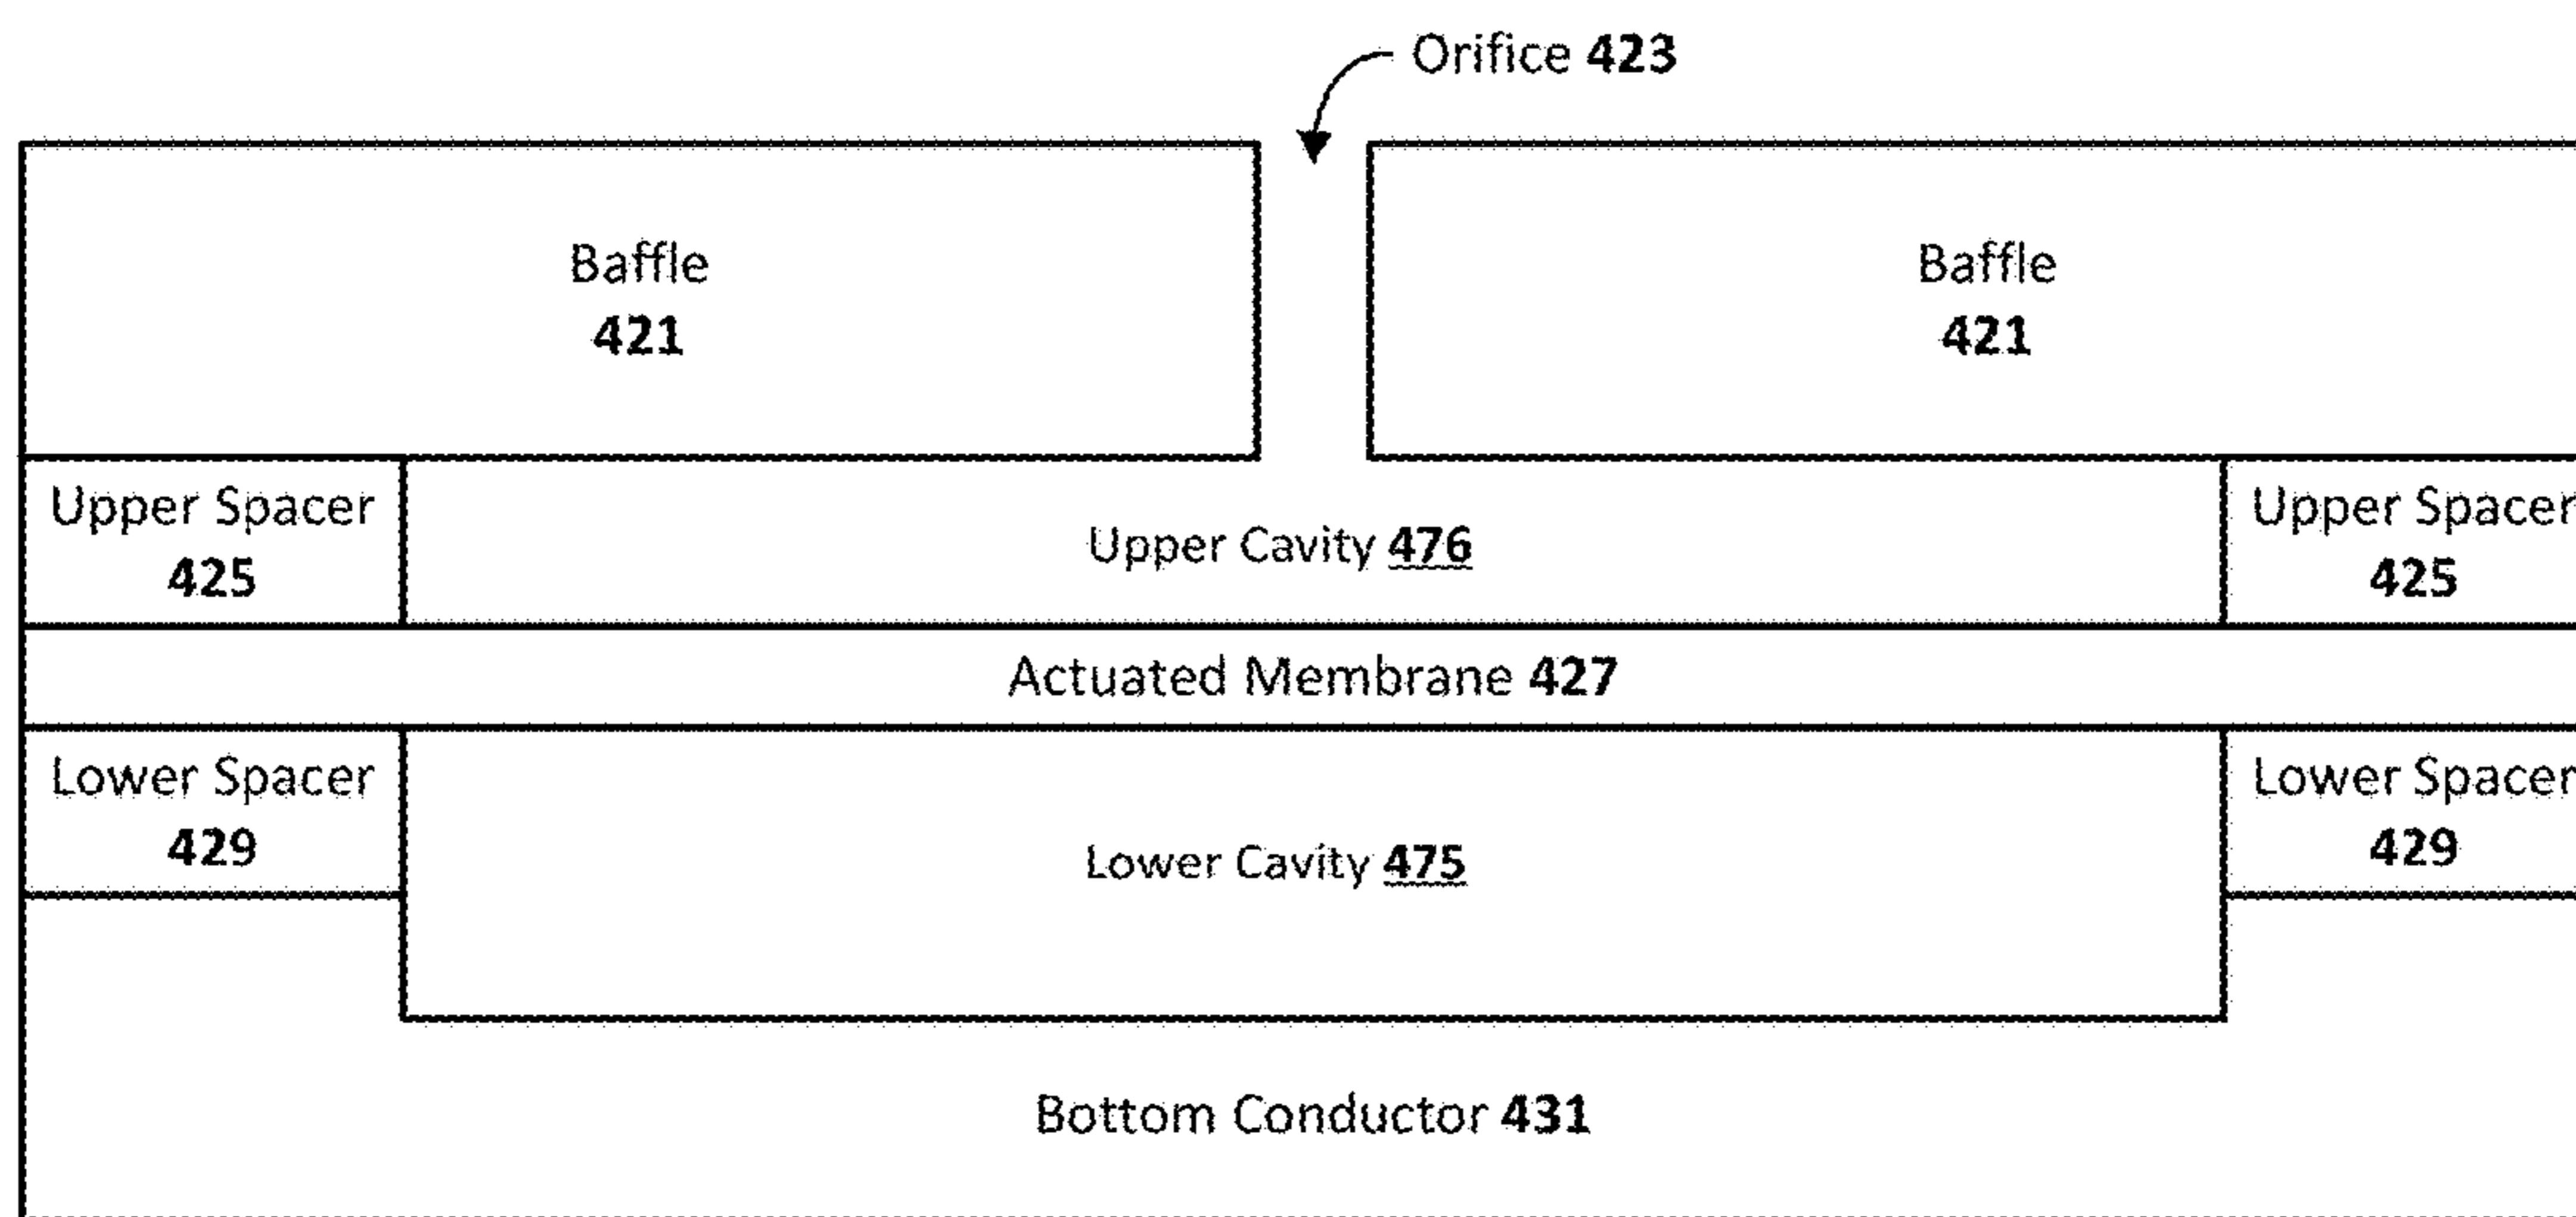 Orifice 423
Baffle
421
Baffle
421
Upper Spacer
425
Upper Cavity 476
Upper Spacer
425
Actuated Membrane 427
Lower Spacer
429
Lower Cavity 475
Lower Spacer
429
Bottom Conductor 431